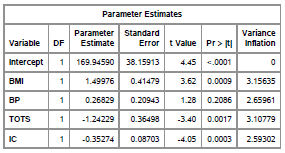 Parameter Estimates
Variable DF Parameter Estimate Standard Error t Value Pr > |t| Variance Inflation
Intercept 1 169.94590 38.15913 4.45 <.0001 0
BMI 1 1.49976 0.41479 3.62 0.0009 3.15635
BP 1 0.26829 0.20943 1.28 0.2086 2.65961
TOTS 1 -1.24229 0.36498 -3.40 0.0017 3.10779
IC 1 -0.35274 0.08703 -4.05 0.0003 2.59302